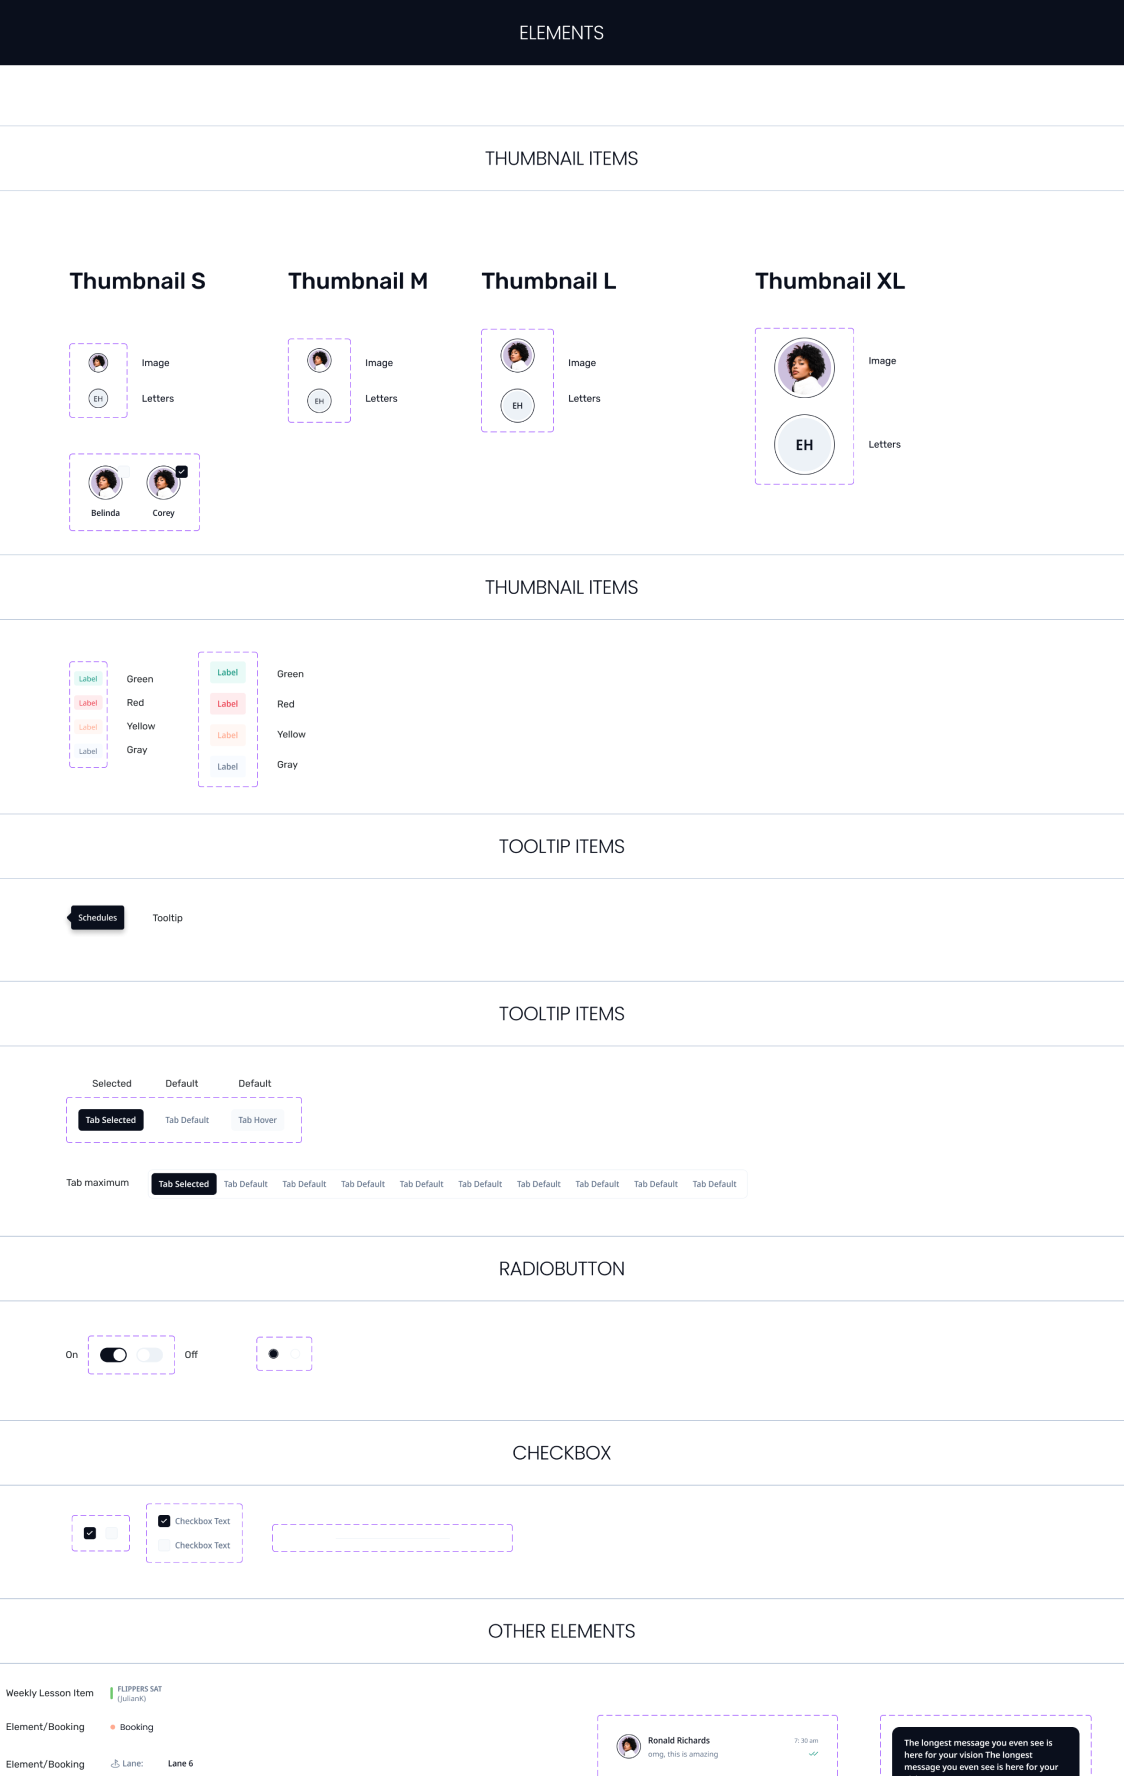 ELEMENTS
THUMBNAIL ITEMS
Thumbnail S
Thumbnail M
Thumbnail L
Thumbnail XL
Image
Image
Image
Image
EH
Letters
EH
Letters
EH
Letters
EH
Letters
Belinda
Corey
THUMBNAIL ITEMS
Label
Green
Label
Red
Label
Yellow
Label
Gray
Label
Green
Label
Red
Label
Yellow
Label
Gray
TOOLTIP ITEMS
Schedules
Tooltip
TOOLTIP ITEMS
Selected
Default
Default
Tab Selected
Tab Default
Tab Hover
Tab maximum
Tab Selected
Tab Default
Tab Default
Tab Default
Tab Default
Tab Default
Tab Default
Tab Default
Tab Default
Tab Default
RADIOBUTTON
On
Off
CHECKBOX
Checkbox Text
Checkbox Text
OTHER ELEMENTS
Weekly Lesson Item
FLIPPERS SAT
(JulianK)
Element/Booking
Booking
Element/Booking
Lane:
Lane 6
Ronald Richards
7: 30 am
omg, this is amazing
The longest message you even see is
here for your vision The longest
message you even see is here for your